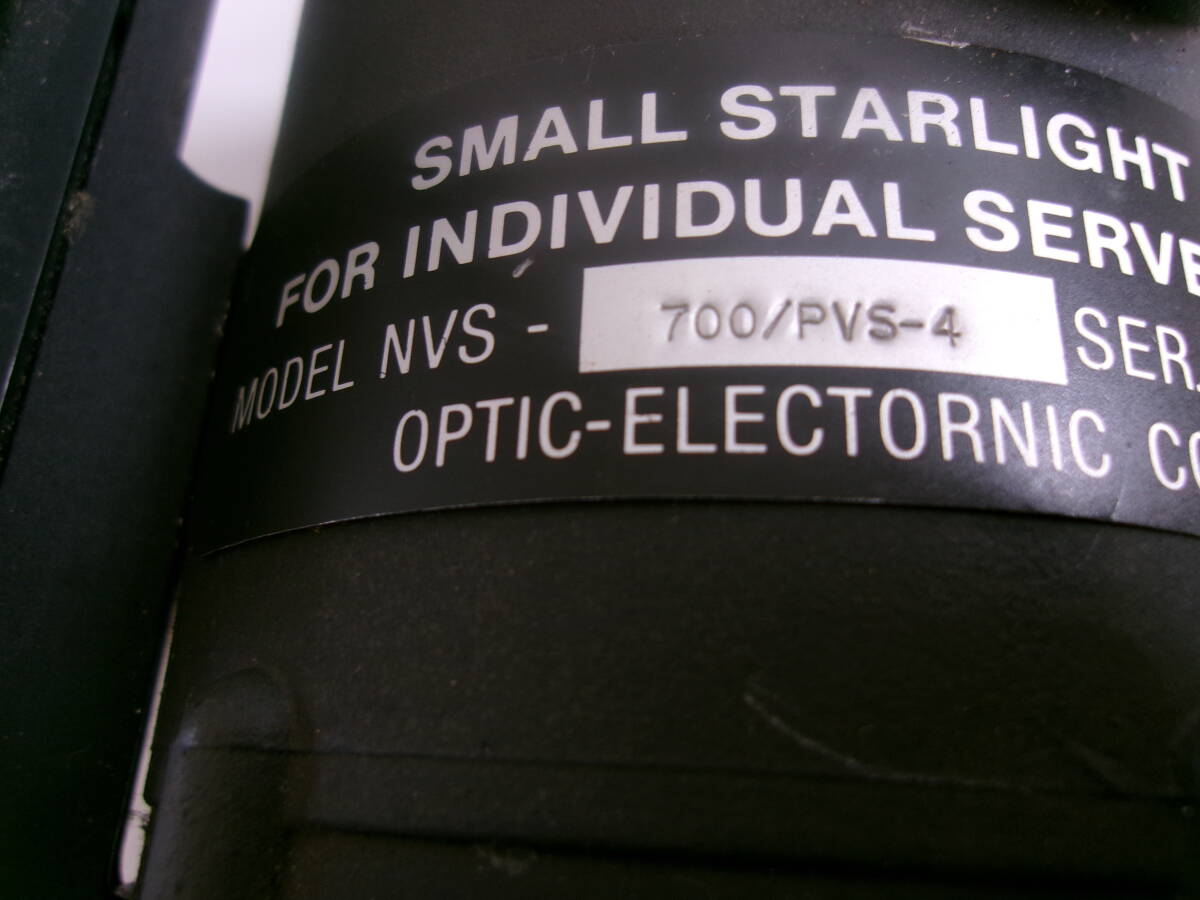 SMALL STARLIGHT
FOR INDIVIDUAL SERVE
MODEL NVS - 700/PVS-4 SER.
OPTIC-ELECTORNIC CO